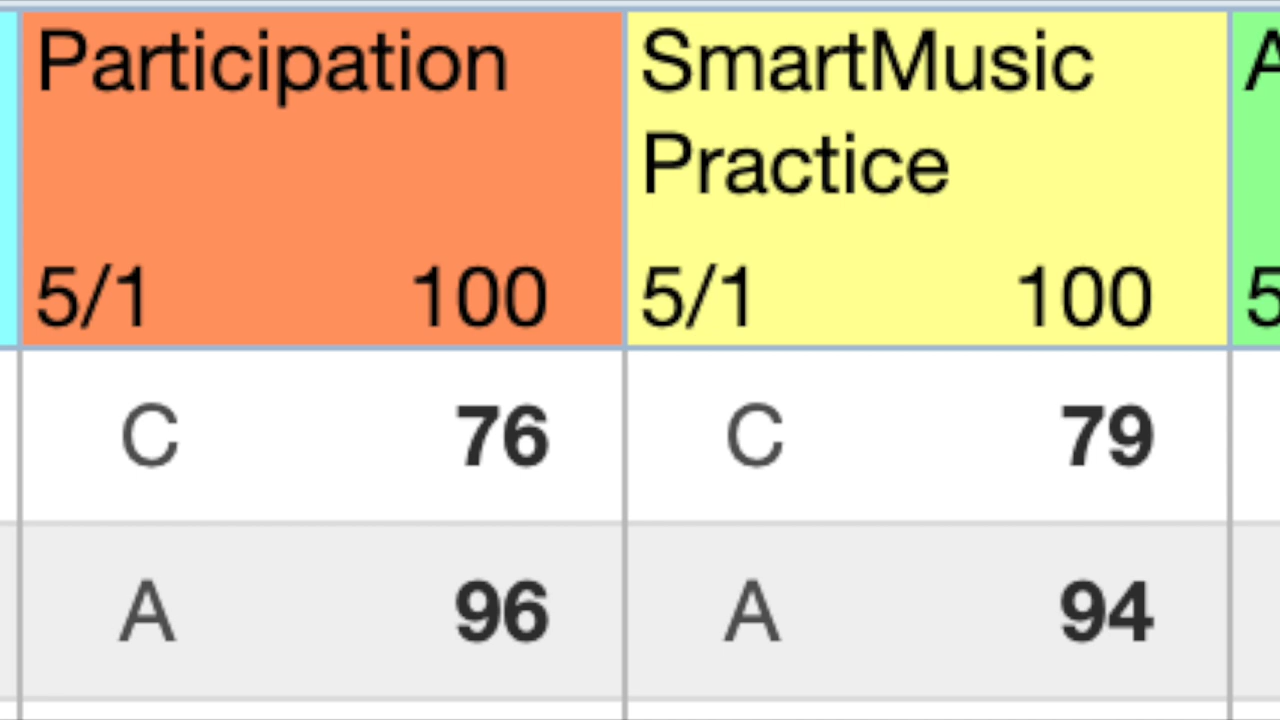 Participation
SmartMusic
Practice
5/1 100
5/1 100
C 76 C 79
A 96 A 94